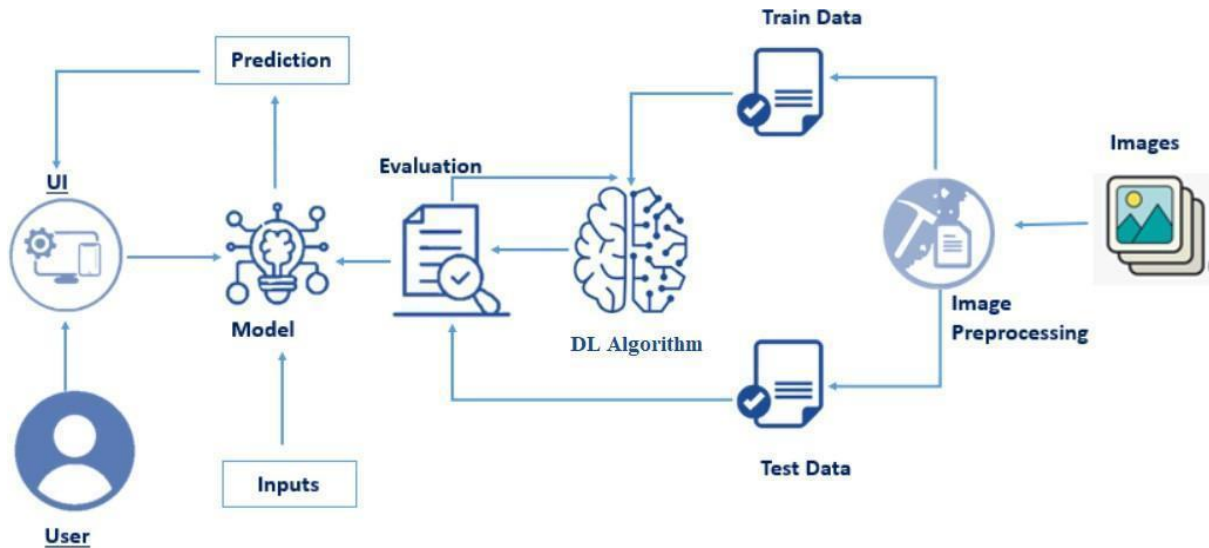 Train Data
Prediction
Images
Evaluation
UI
Model
Image
Preprocessing
DL Algorithm
Test Data
Inputs
User